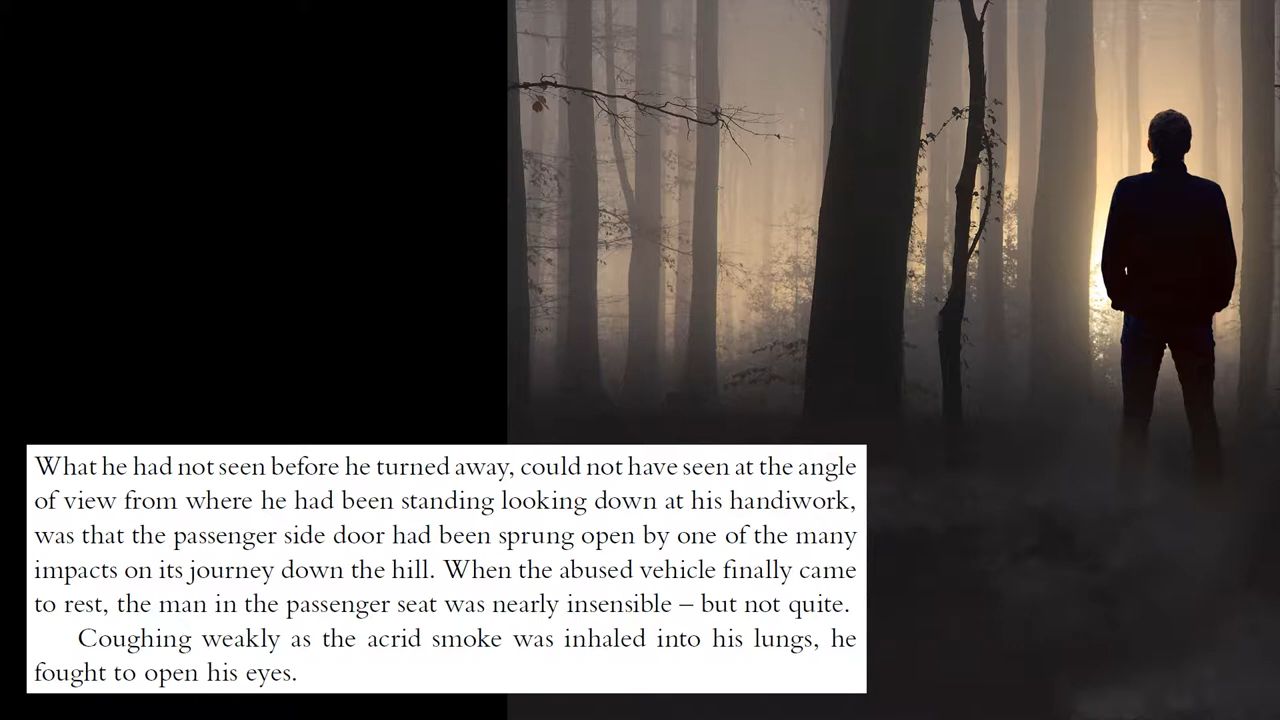 What he had not seen before he turned away, could not have seen at the angle
of view from where he had been standing looking down at his handiwork,
was that the passenger side door had been sprung open by one of the many
impacts on its journey down the hill. When the abused vehicle finally came
to rest, the man in the passenger seat was nearly insensible – but not quite.
Coughing weakly as the acrid smoke was inhaled into his lungs, he
fought to open his eyes.